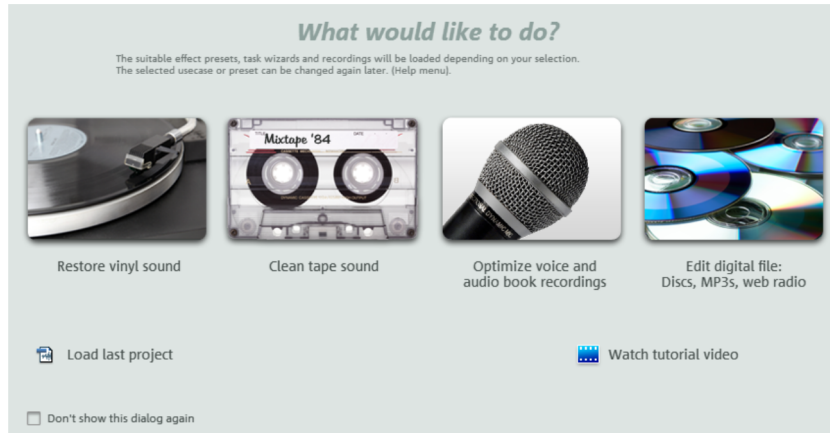 What would like to do?
The suitable effect presets, task wizards and recordings will be loaded depending on your selection.
The selected usecase or preset can be changed again later. (Help menu).
Mixtape '84
Restore vinyl sound
Clean tape sound
Optimize voice and
audio book recordings
Edit digital file:
Discs, MP3s, web radio
Load last project
Watch tutorial video
Don't show this dialog again